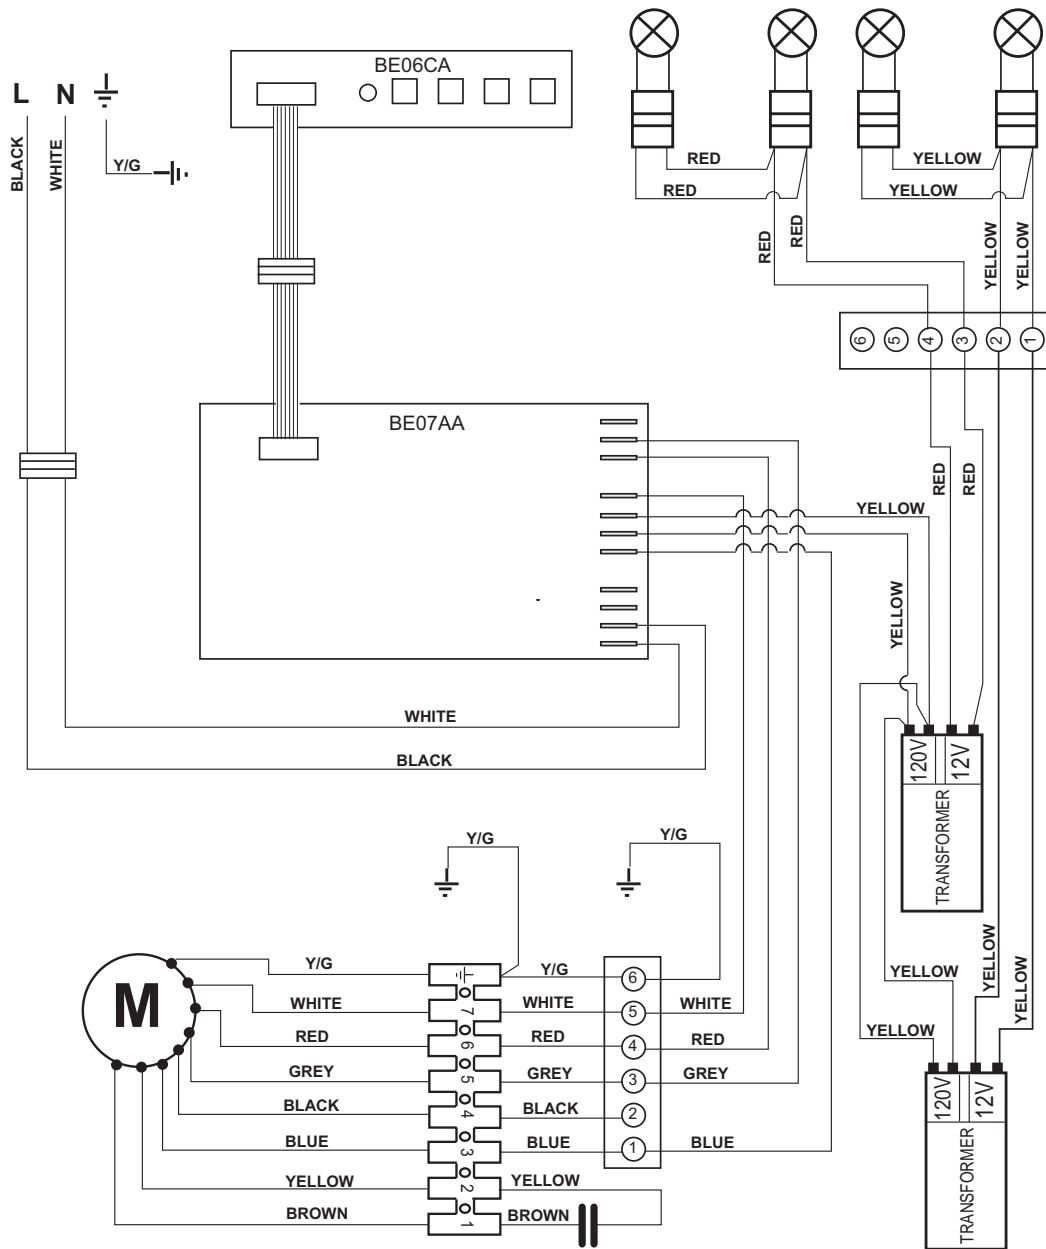 BE06CA
L N
BLACK
WHITE
Y/G
RED
RED
YELLOW
YELLOW
RED
RED
YELLOW
YELLOW
6 5 4 3 2 1
BE07AA
RED
RED
YELLOW
YELLOW
WHITE
BLACK
120V
12V
TRANSFORMER
Y/G
Y/G
M
Y/G
Y/G
6
WHITE
7
WHITE
5
WHITE
RED
6
RED
4
RED
GREY
5
GREY
3
GREY
BLACK
4
BLACK
2
BLUE
3
BLUE
1
BLUE
YELLOW
2
YELLOW
BROWN
1
BROWN
YELLOW
YELLOW
YELLOW
YELLOW
120V
12V
TRANSFORMER